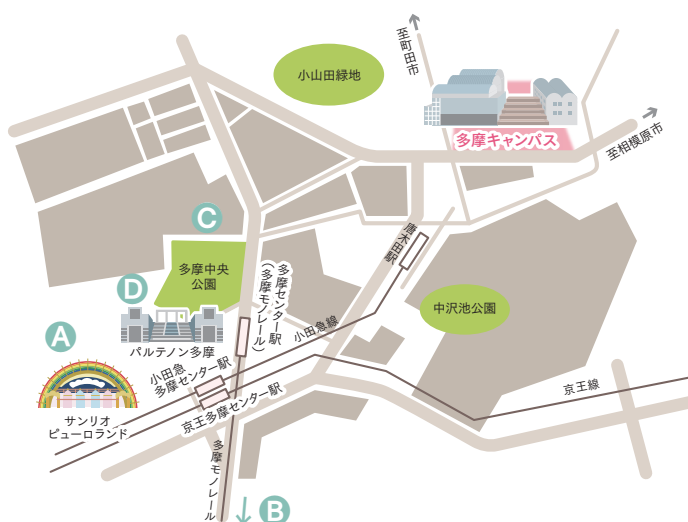 至町田市
小山田緑地
多摩キャンパス
至相模原市
C
唐木田駅
多摩中央
公園
多摩センター駅
(多摩モノレール)
D
中沢池公園
小田急線
パルテノン多摩
A
小田急
多摩センター駅
京王線
京王多摩センター駅
サンリオ
ピューロランド
多摩モノレール
B